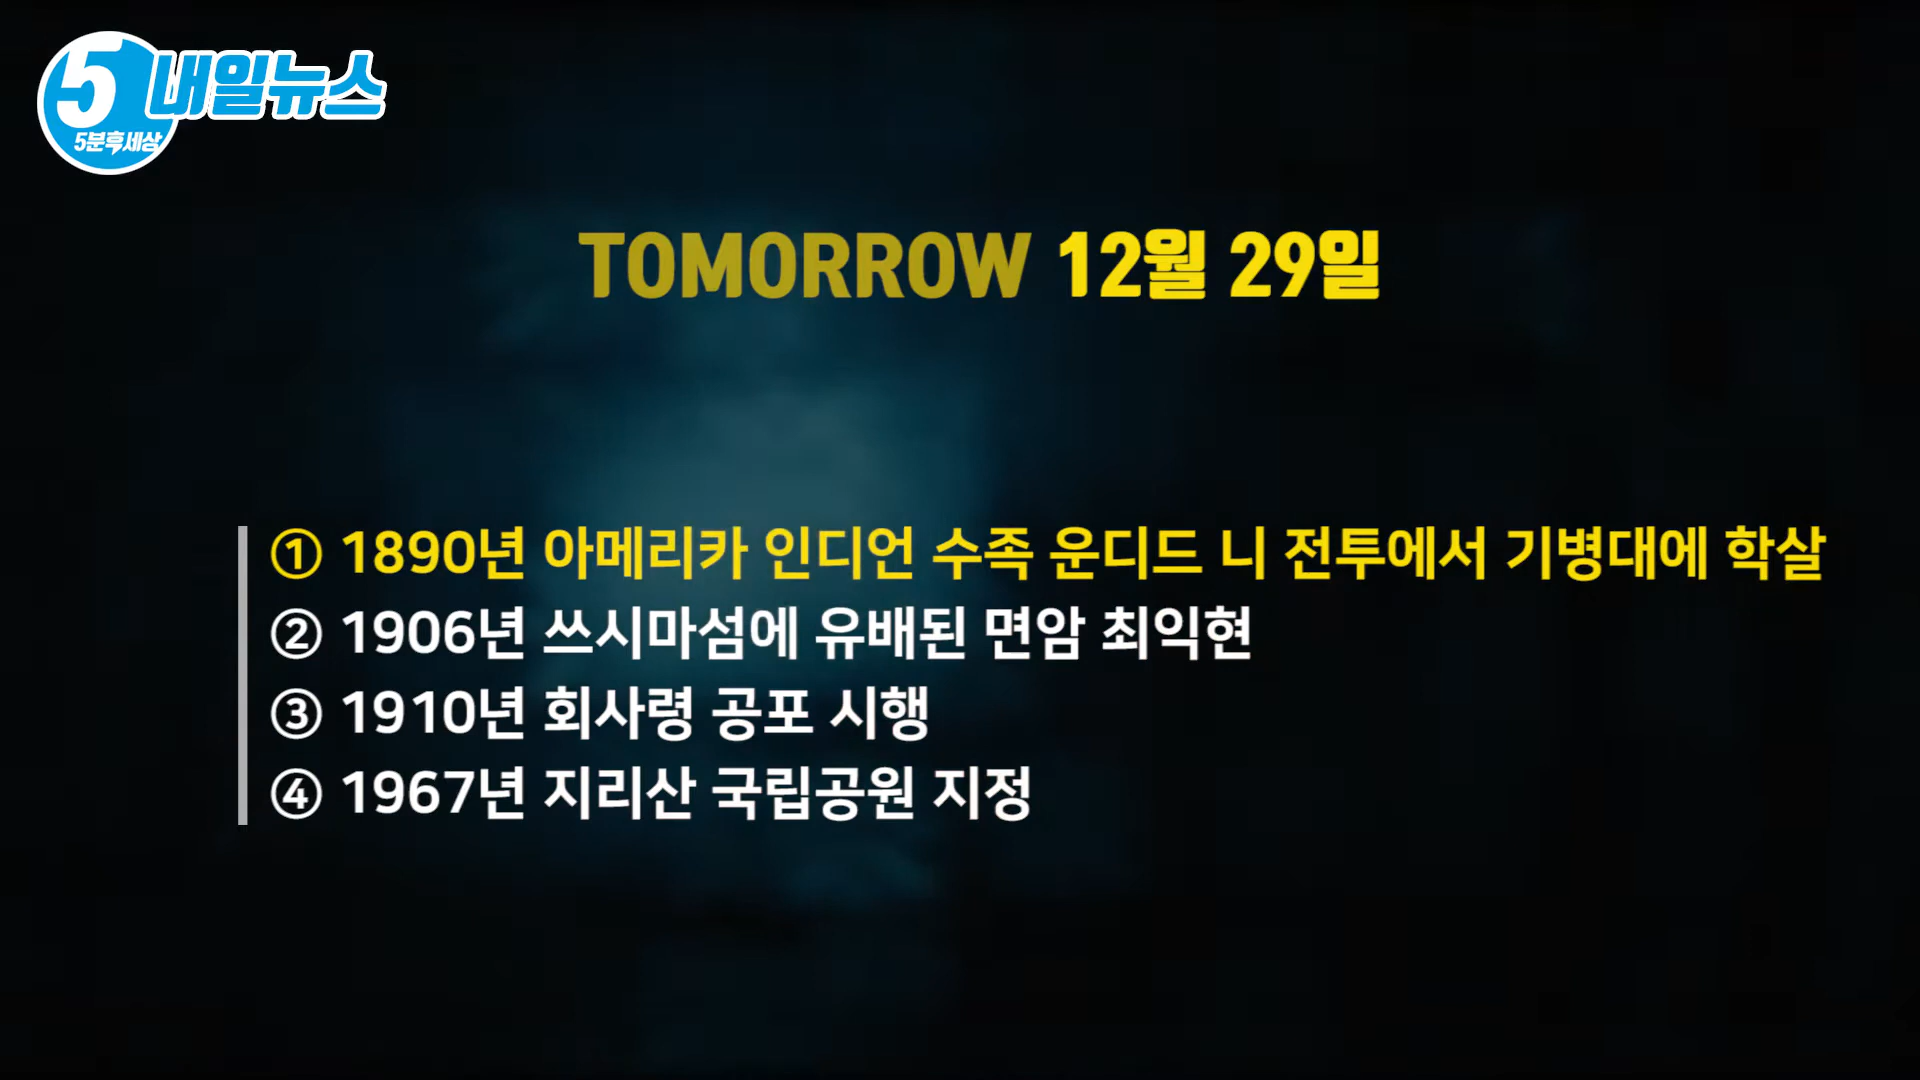 5 내일뉴스
5분후세상
TOMORROW 12월 29일
① 1890년 아메리카 인디언 수족 운디드 니 전투에서 기병대에 학살
② 1906년 쓰시마섬에 유배된 면암 최익현
③ 1910년 회사령 공포 시행
④ 1967년 지리산 국립공원 지정